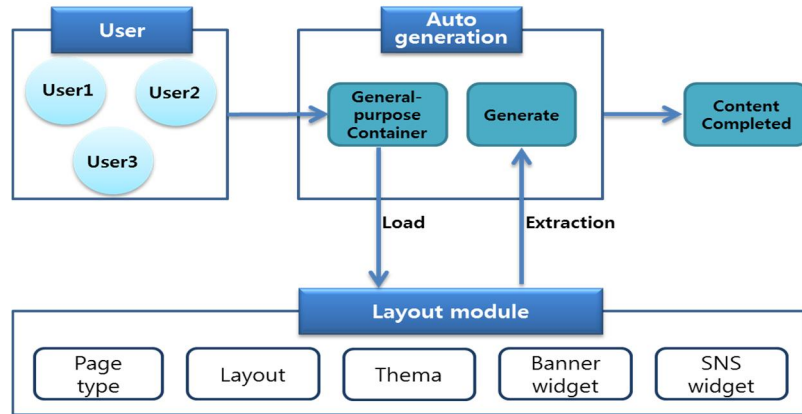 User
User1
User2
User3
Auto
generation
General-
purpose
Container
Generate
Content
Completed
Load
Extraction
Layout module
Page
type
Layout
Thema
Banner
widget
SNS
widget